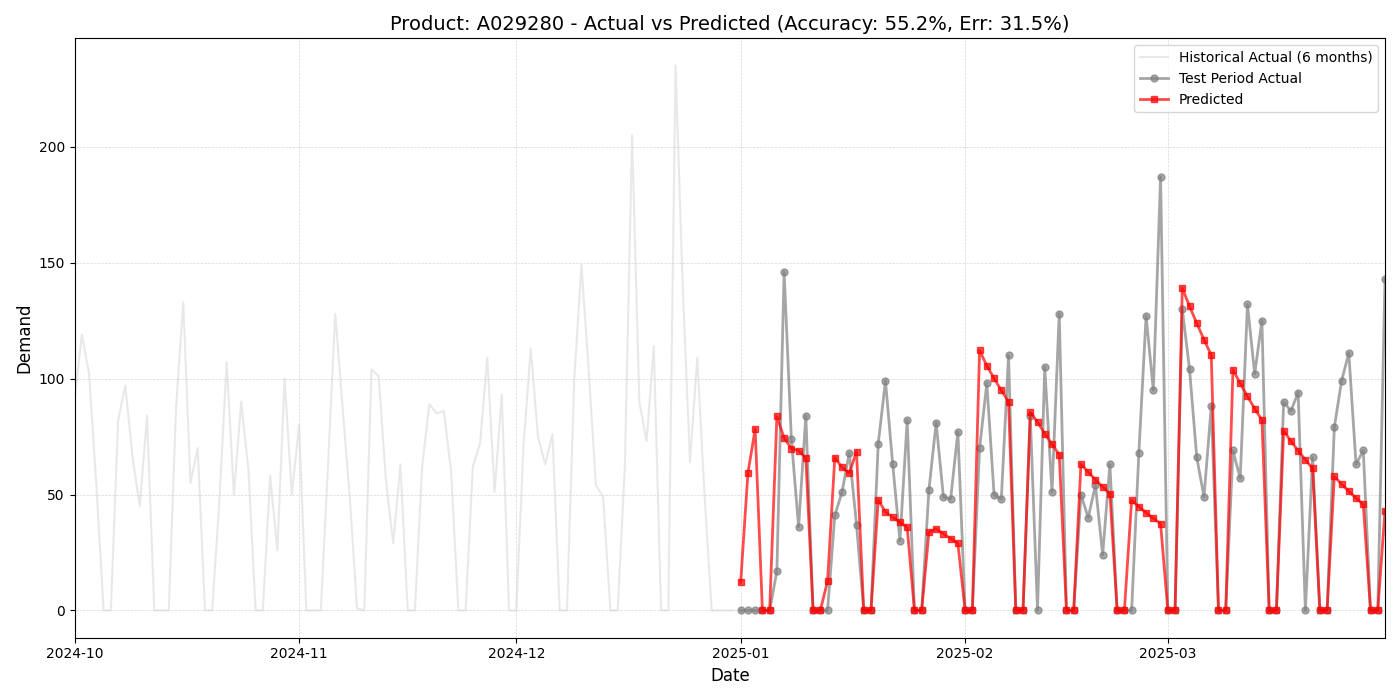 Product: A029280 - Actual vs Predicted (Accuracy: 55.2%, Err: 31.5%)
Historical Actual (6 months)
Test Period Actual
Predicted
Demand
200
150
100
50
0
2024-10
2024-11
2024-12
2025-01
2025-02
2025-03
Date